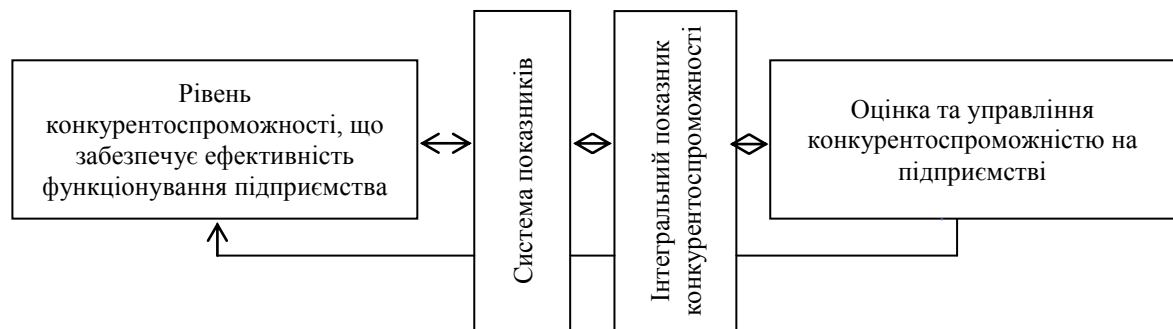 Рівень
конкурентоспроможності, що
забезпечує ефективність
функціонування підприємства
Система показників
Інтегральний показник
конкурентоспроможності
Оцінка та управління
конкурентоспроможністю на
підприємстві